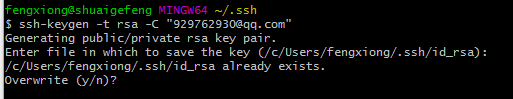 fengxiong@shuaigefeng MINGW64 ~/.ssh
$ ssh-keygen -t rsa -C "929762930@qq.com"
Generating public/private rsa key pair.
Enter file in which to save the key (/c/Users/fengxiong/.ssh/id_rsa):
/c/Users/fengxiong/.ssh/id_rsa already exists.
Overwrite (y/n)?